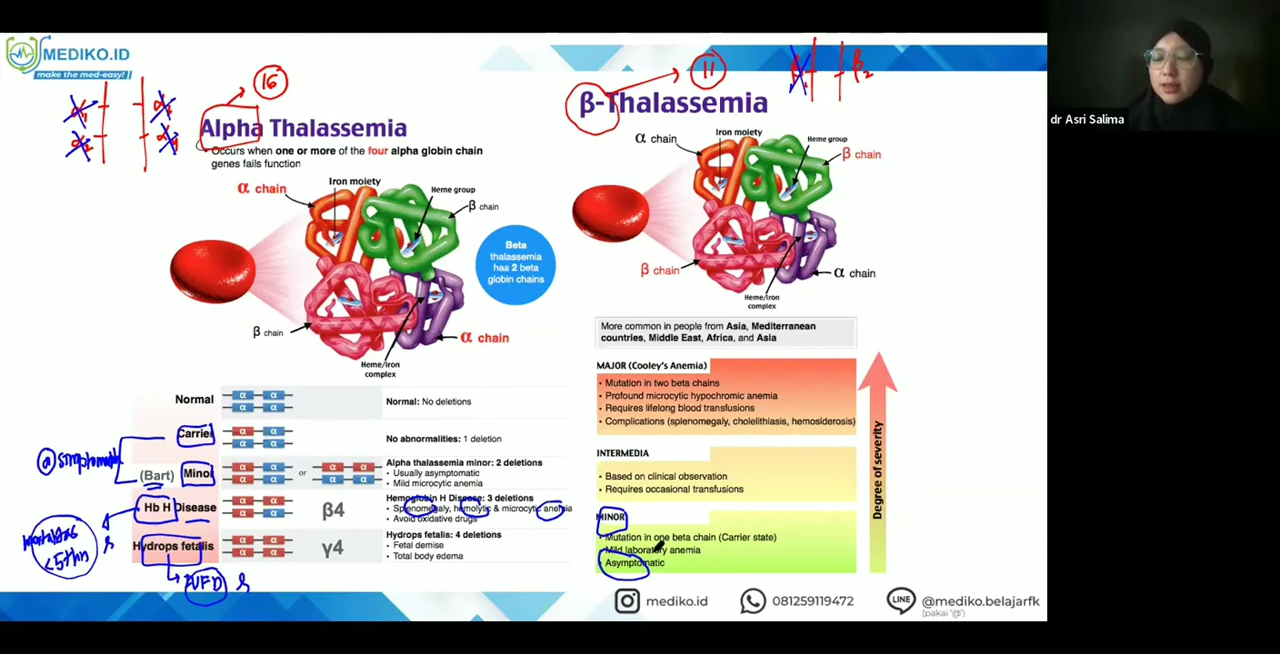 MEDIKO.ID
make the med-easy!
16
α1
α2
Alpha Thalassemia
Occurs when one or more of the four alpha globin chain
genes fails function
α chain
Iron moiety
Heme group
β chain
Beta
thalassemia
has 2 beta
globin chains
β chain
α chain
Heme/Iron
complex
Normal
α α
α α
Normal: No deletions
Carrier
α α
α α
No abnormalities: 1 deletion
(Bart) Minor
α α
α α
or
α α
α α
Alpha thalassemia minor: 2 deletions
• Usually asymptomatic
• Mild microcytic anemia
Hb H Disease
α α
α α
β4
Hemoglobin H Disease: 3 deletions
• Splenomegaly, hemolytic & microcytic anemia
• Avoid oxidative drugs
Hydrops fetalis
α α
α α
γ4
Hydrops fetalis: 4 deletions
• Fetal demise
• Total body edema
<5thn
IUFD
11
β2
β-Thalassemia
α chain
Iron moiety
Heme group
β chain
β chain
α chain
Heme/Iron
complex
More common in people from Asia, Mediterranean
countries, Middle East, Africa, and Asia
MAJOR (Cooley's Anemia)
• Mutation in two beta chains
• Profound microcytic hypochromic anemia
• Requires lifelong blood transfusions
• Complications (splenomegaly, cholelithiasis, hemosiderosis)
INTERMEDIA
• Based on clinical observation
• Requires occasional transfusions
MINOR
• Mutation in one beta chain (Carrier state)
• Mild laboratory anemia
• Asymptomatic
Degree of severity
mediko.id
081259119472
LINE
@mediko.belajarfk
(pakai '@')
dr Asri Salima